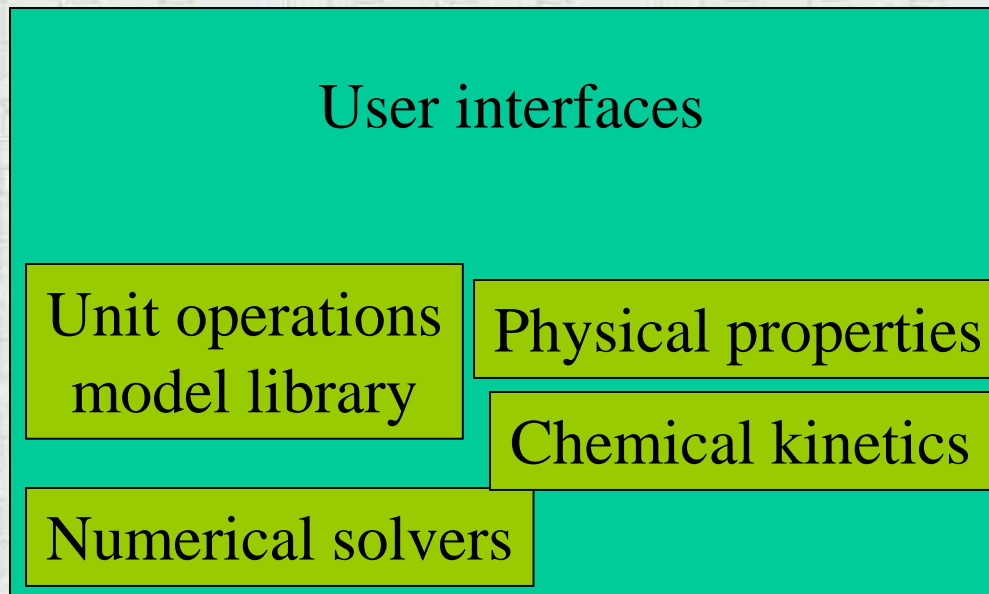 User interfaces
Unit operations
model library
Physical properties
Chemical kinetics
Numerical solvers